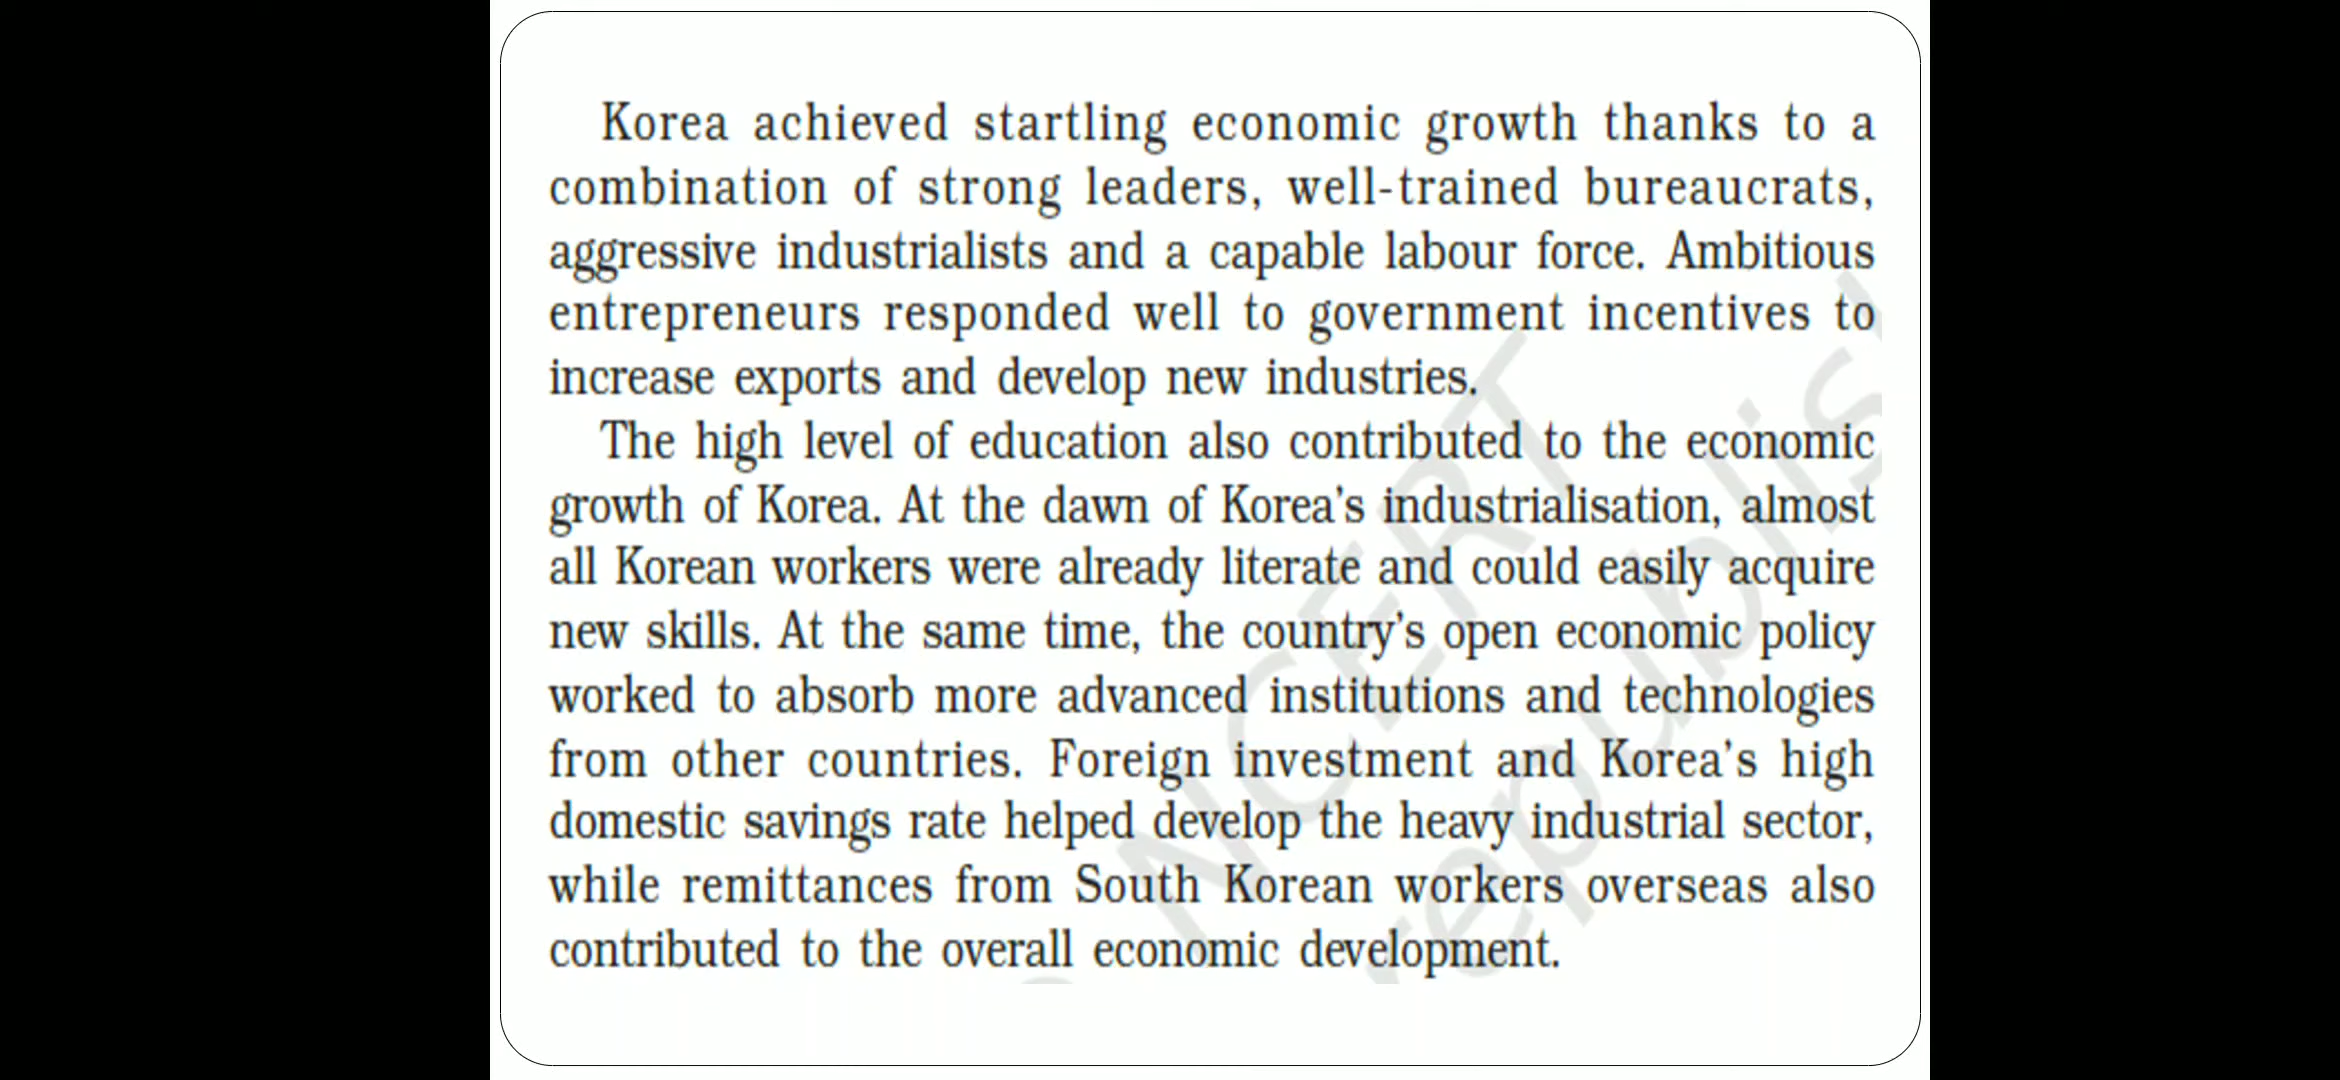 Korea achieved startling economic growth thanks to a
combination of strong leaders, well-trained bureaucrats,
aggressive industrialists and a capable labour force. Ambitious
entrepreneurs responded well to government incentives to
increase exports and develop new industries.
The high level of education also contributed to the economic
growth of Korea. At the dawn of Korea's industrialisation, almost
all Korean workers were already literate and could easily acquire
new skills. At the same time, the country's open economic policy
worked to absorb more advanced institutions and technologies
from other countries. Foreign investment and Korea's high
domestic savings rate helped develop the heavy industrial sector,
while remittances from South Korean workers overseas also
contributed to the overall economic development.
NCERT